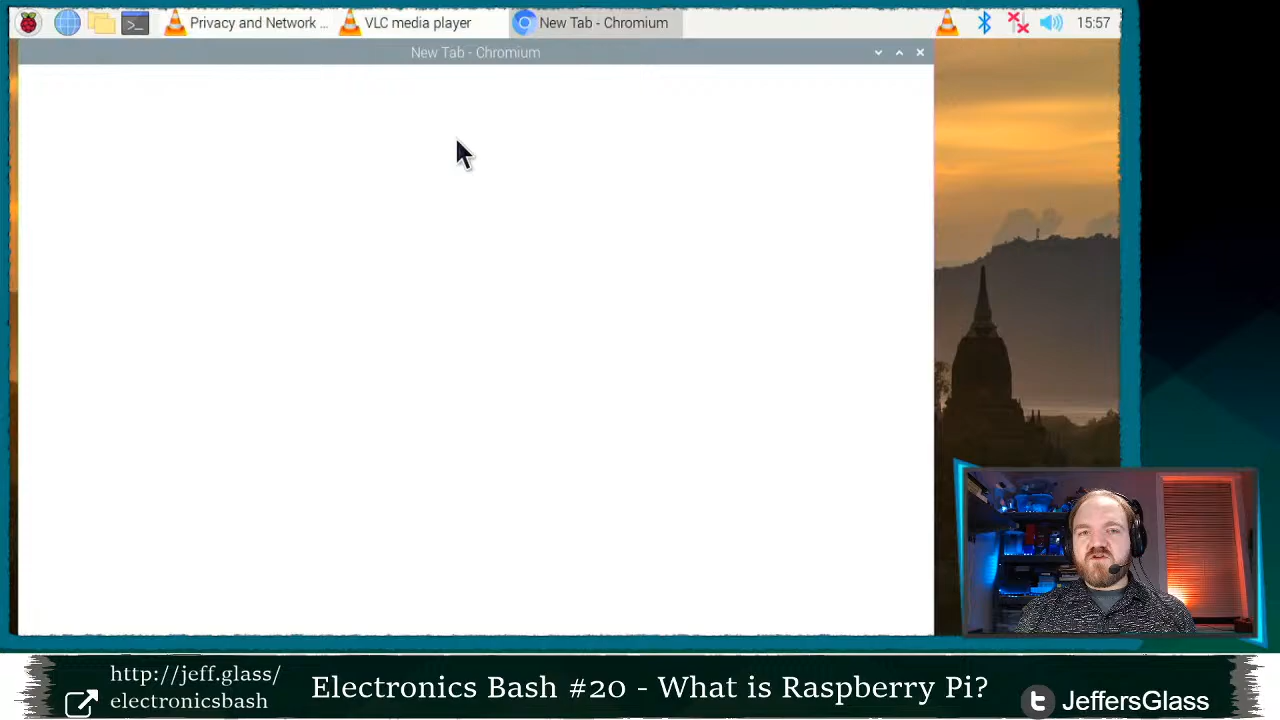 Privacy and Network ...
VLC media player
New Tab - Chromium
15:57
New Tab - Chromium
http://jeff.glass/
electronicsbash
Electronics Bash #20 - What is Raspberry Pi?
JeffersGlass